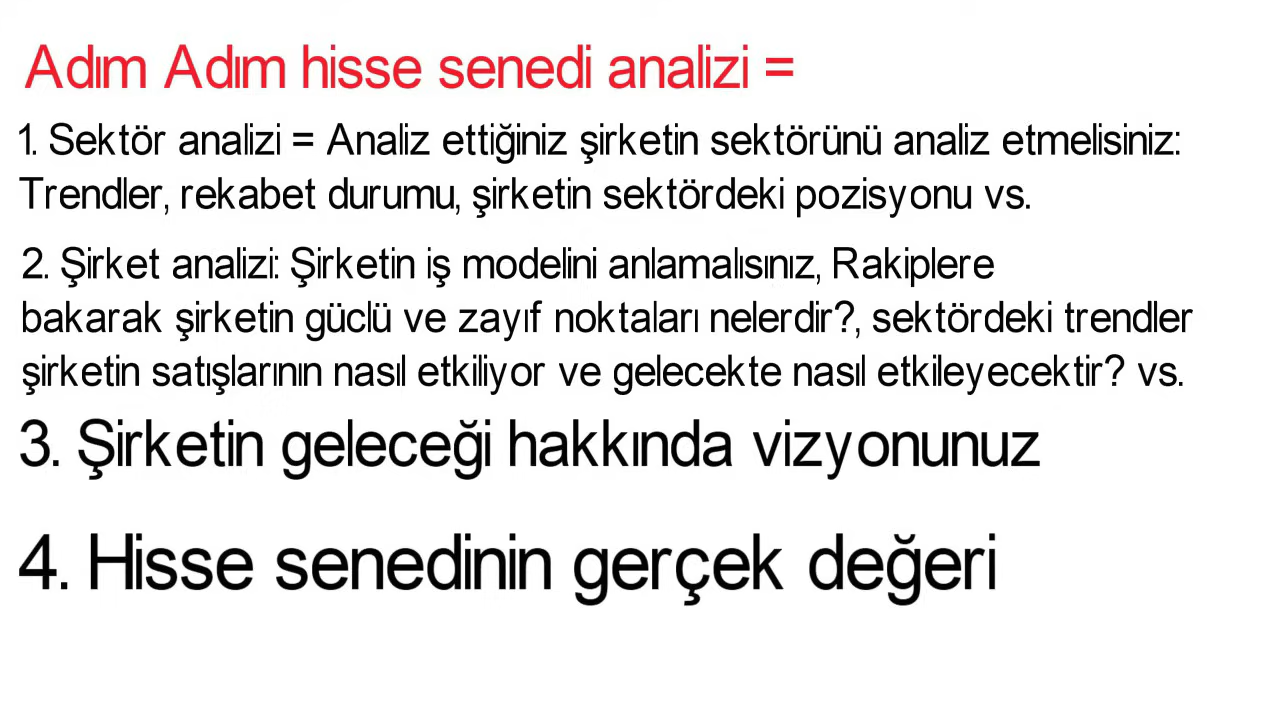 Adım Adım hisse senedi analizi =
1. Sektör analizi = Analiz ettiğiniz şirketin sektörünü analiz etmelisiniz:
Trendler, rekabet durumu, şirketin sektördeki pozisyonu vs.
2. Şirket analizi: Şirketin iş modelini anlamalısınız, Rakiplere
bakarak şirketin güclü ve zayıf noktaları nelerdir?, sektördeki trendler
şirketin satışlarının nasıl etkiliyor ve gelecekte nasıl etkileyecektir? vs.
3. Şirketin geleceği hakkında vizyonunuz
4. Hisse senedinin gerçek değeri